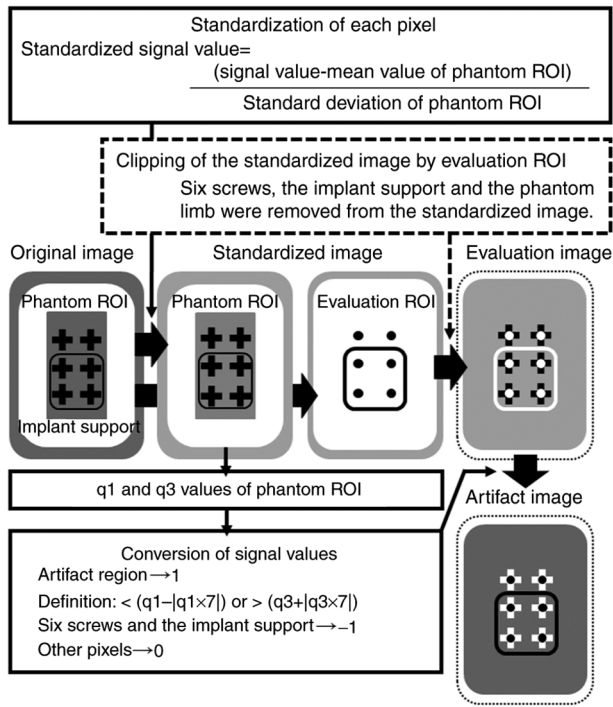 Standardization of each pixel
Standardized signal value=
(signal value-mean value of phantom ROI)
Standard deviation of phantom ROI
Clipping of the standardized image by evaluation ROI
Six screws, the implant support and the phantom
limb were removed from the standardized image.
Original image
Standardized image
Evaluation image
Phantom ROI
Phantom ROI
Evaluation ROI
Implant support
q1 and q3 values of phantom ROI
Artifact image
Conversion of signal values
Artifact region→1
Definition: < (q1–|q1×7|) or > (q3+|q3×7|)
Six screws and the implant support→–1
Other pixels→0